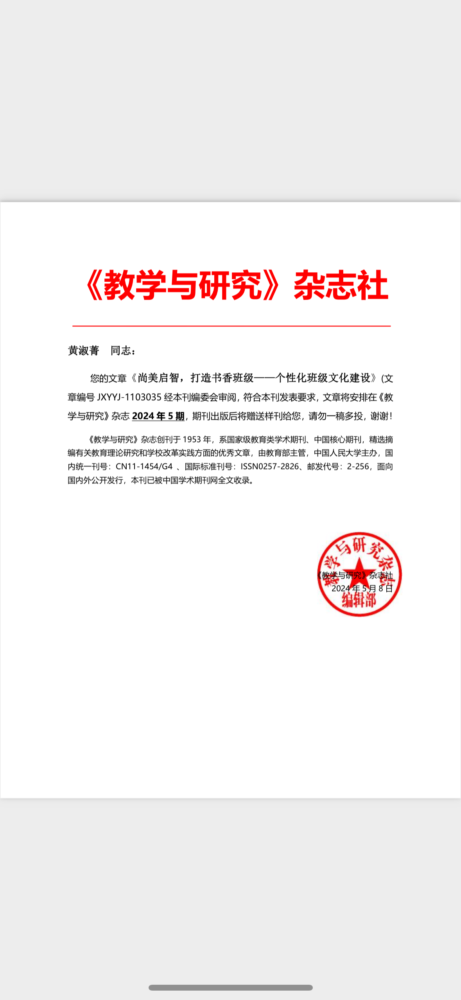 《教学与研究》杂志社
黄淑菁 同志：
您的文章《尚美启智，打造书香班级——个性化班级文化建设》(文
章编号 JXYYJ-1103035 经本刊编委会审阅，符合本刊发表要求，文章将安排在《教
学与研究》杂志 2024 年 5 期，期刊出版后将赠送样刊给您，请勿一稿多投，谢谢！
《教学与研究》杂志创刊于 1953 年，系国家级教育类学术期刊、中国核心期刊，精选摘
编有关教育理论研究和学校改革实践方面的优秀文章，由教育部主管，中国人民大学主办，国
内统一刊号：CN11-1454/G4 、国际标准刊号：ISSN0257-2826、邮发代号：2-256，面向
国内外公开发行，本刊已被中国学术期刊网全文收录。
教学与研究杂志
《教学与研究》杂志社
2024 年 5 月 8 日
编辑部